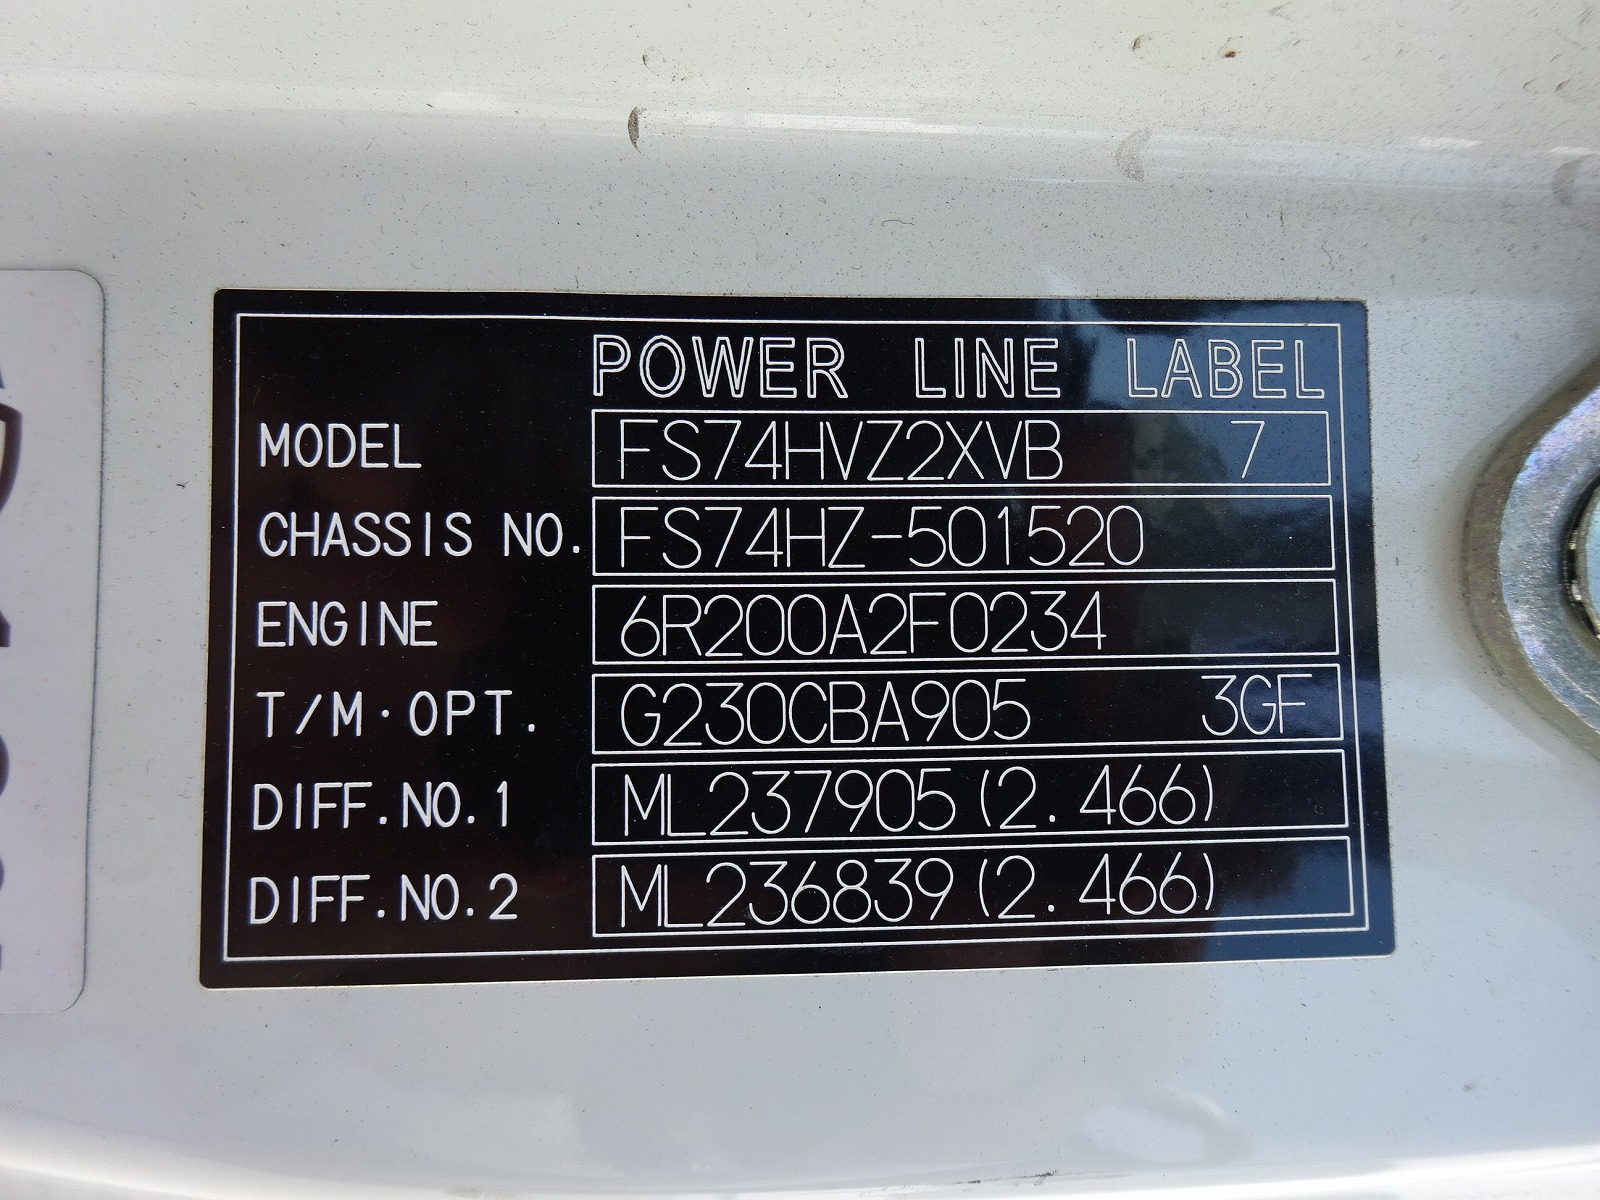 POWER LINE LABEL
MODEL FS74HVZ2XVB 7
CHASSIS NO. FS74HZ-501520
ENGINE 6R200A2F0234
T/M·OPT. G230CBA905 3GF
DIFF.NO.1 ML237905(2.466)
DIFF.NO.2 ML236839(2.466)